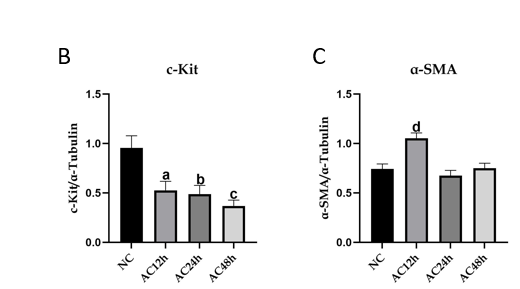 B
c-Kit
c-Kit/α-Tubulin
1.5
1.0
0.5
0.0
a
b
c
NC
AC12h
AC24h
AC48h
C
α-SMA
α-SMA/α-Tubulin
1.5
1.0
0.5
0.0
d
NC
AC12h
AC24h
AC48h